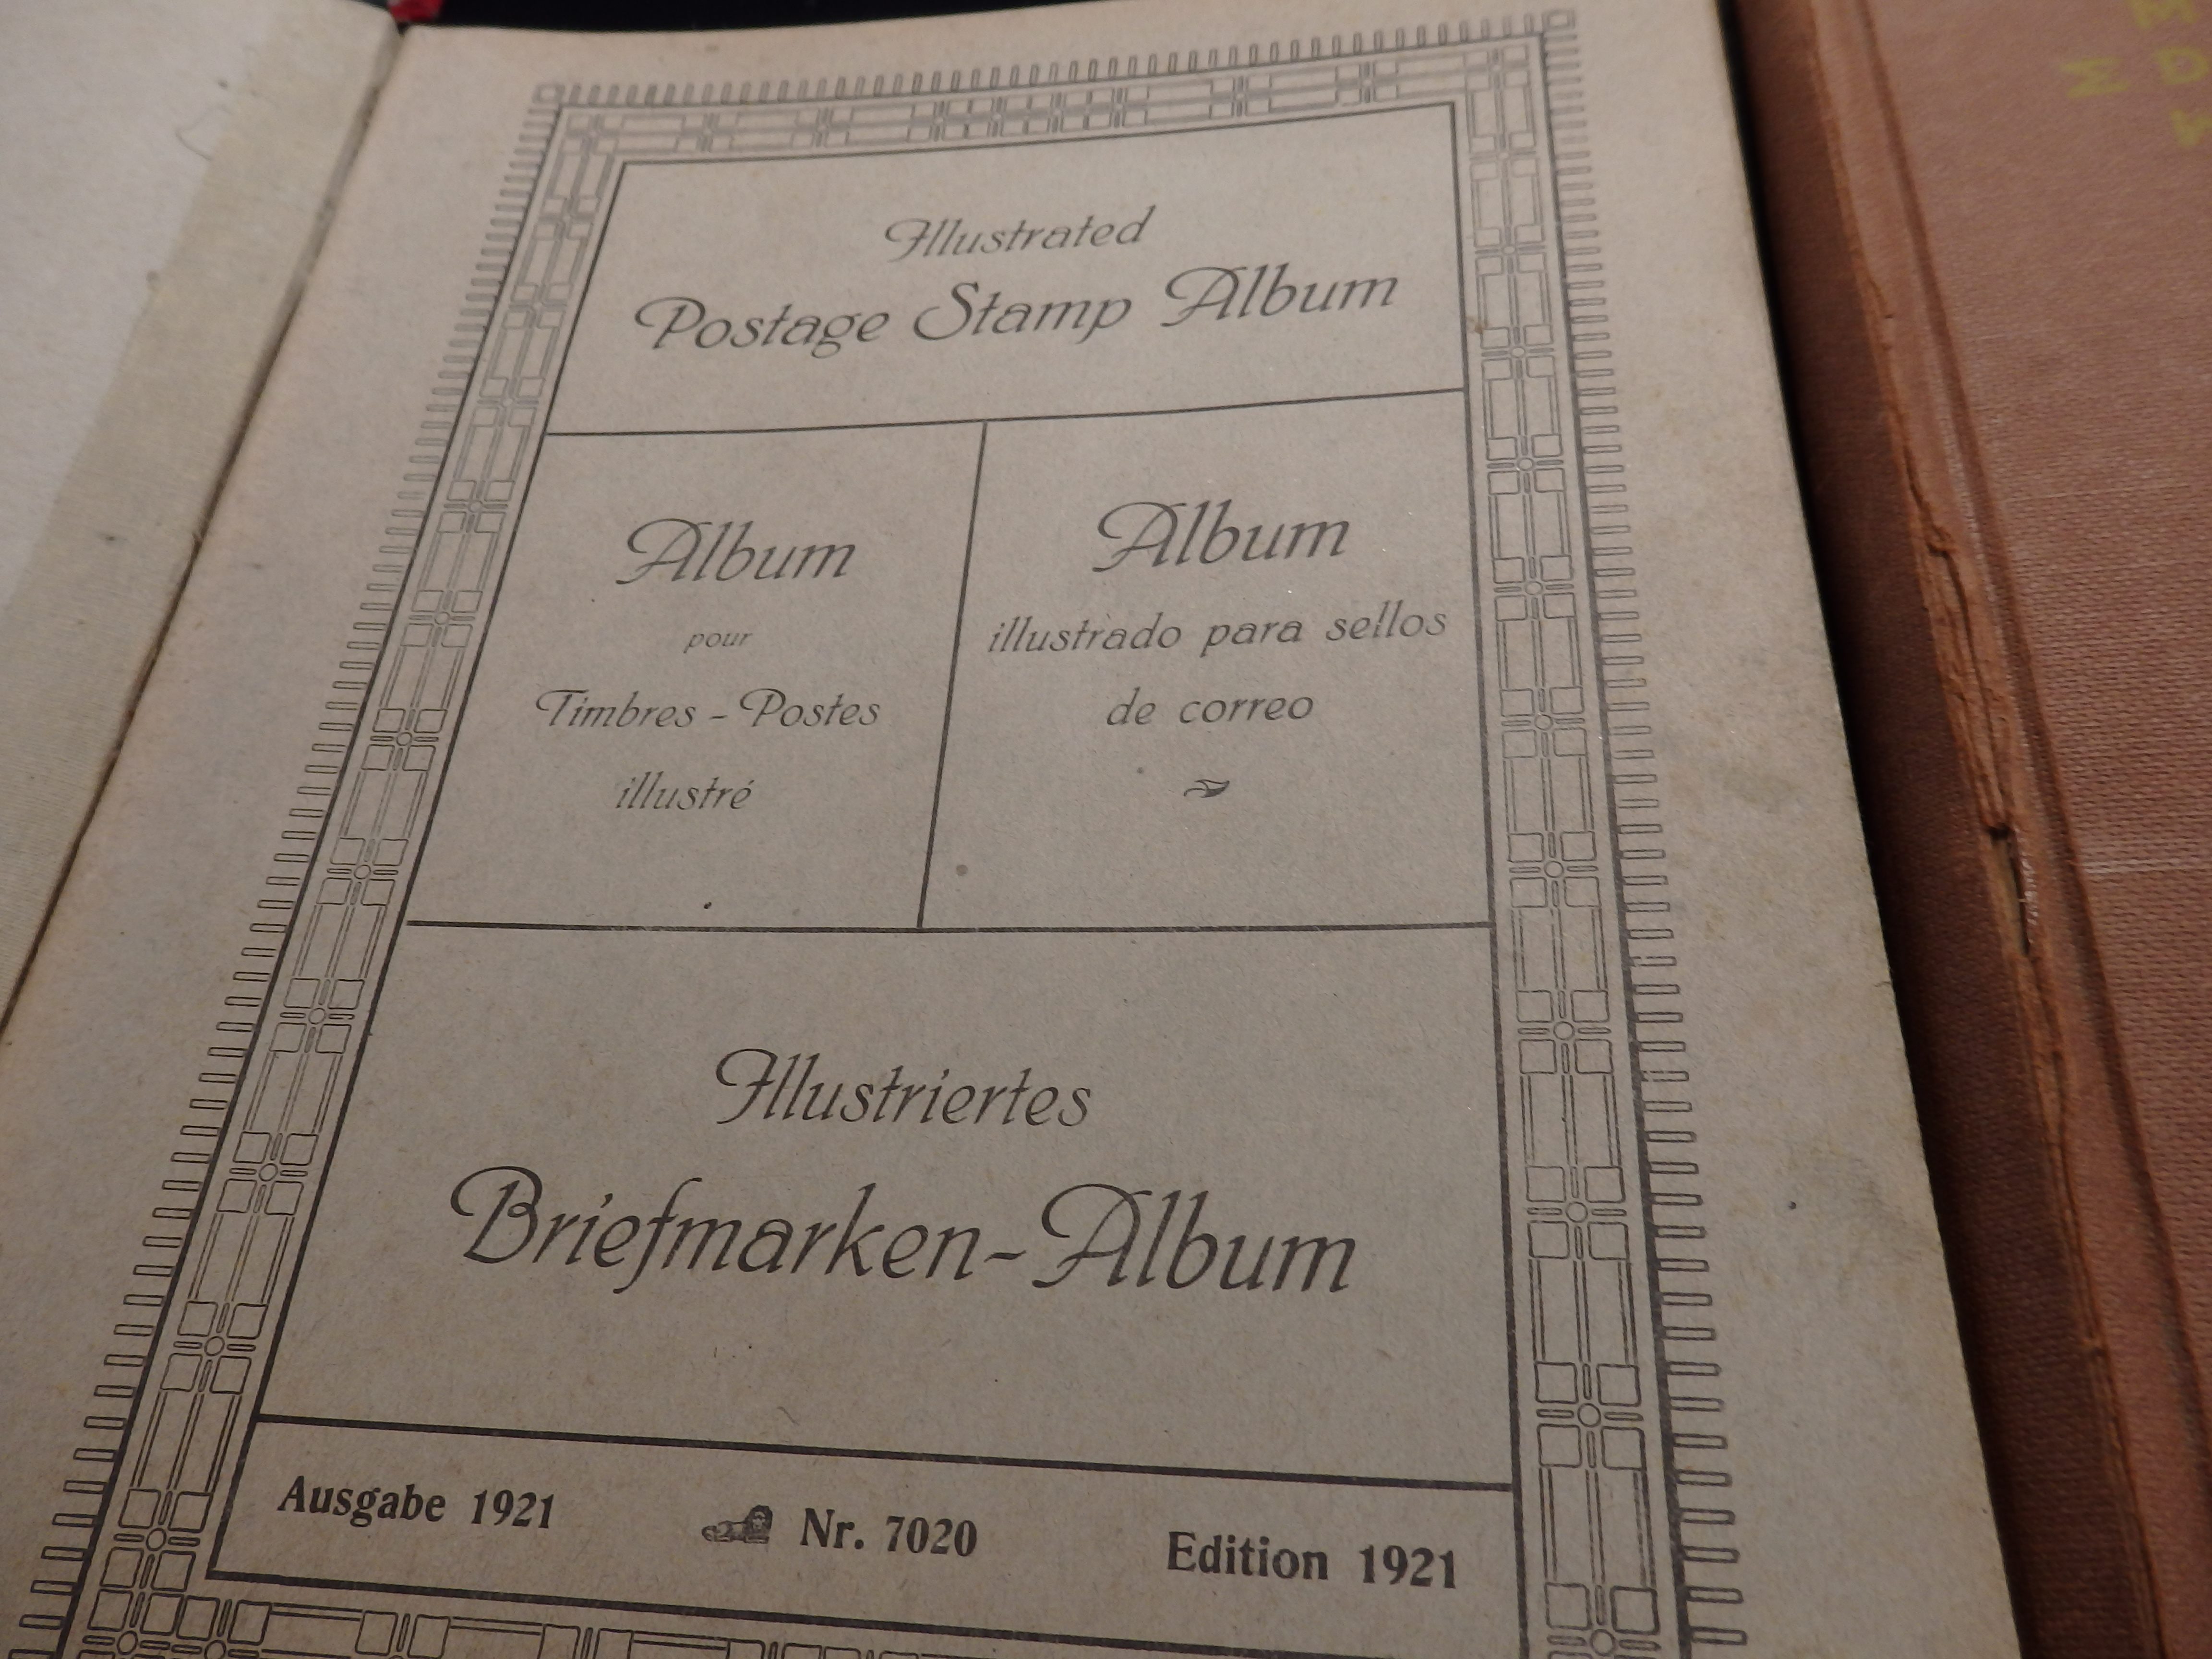 Illustrated
Postage Stamp Album
Album
pour
Timbres - Postes
illustré
Album
illustrado para sellos
de correo
Illustriertes
Briefmarken-Album
Ausgabe 1921
Nr. 7020
Edition 1921